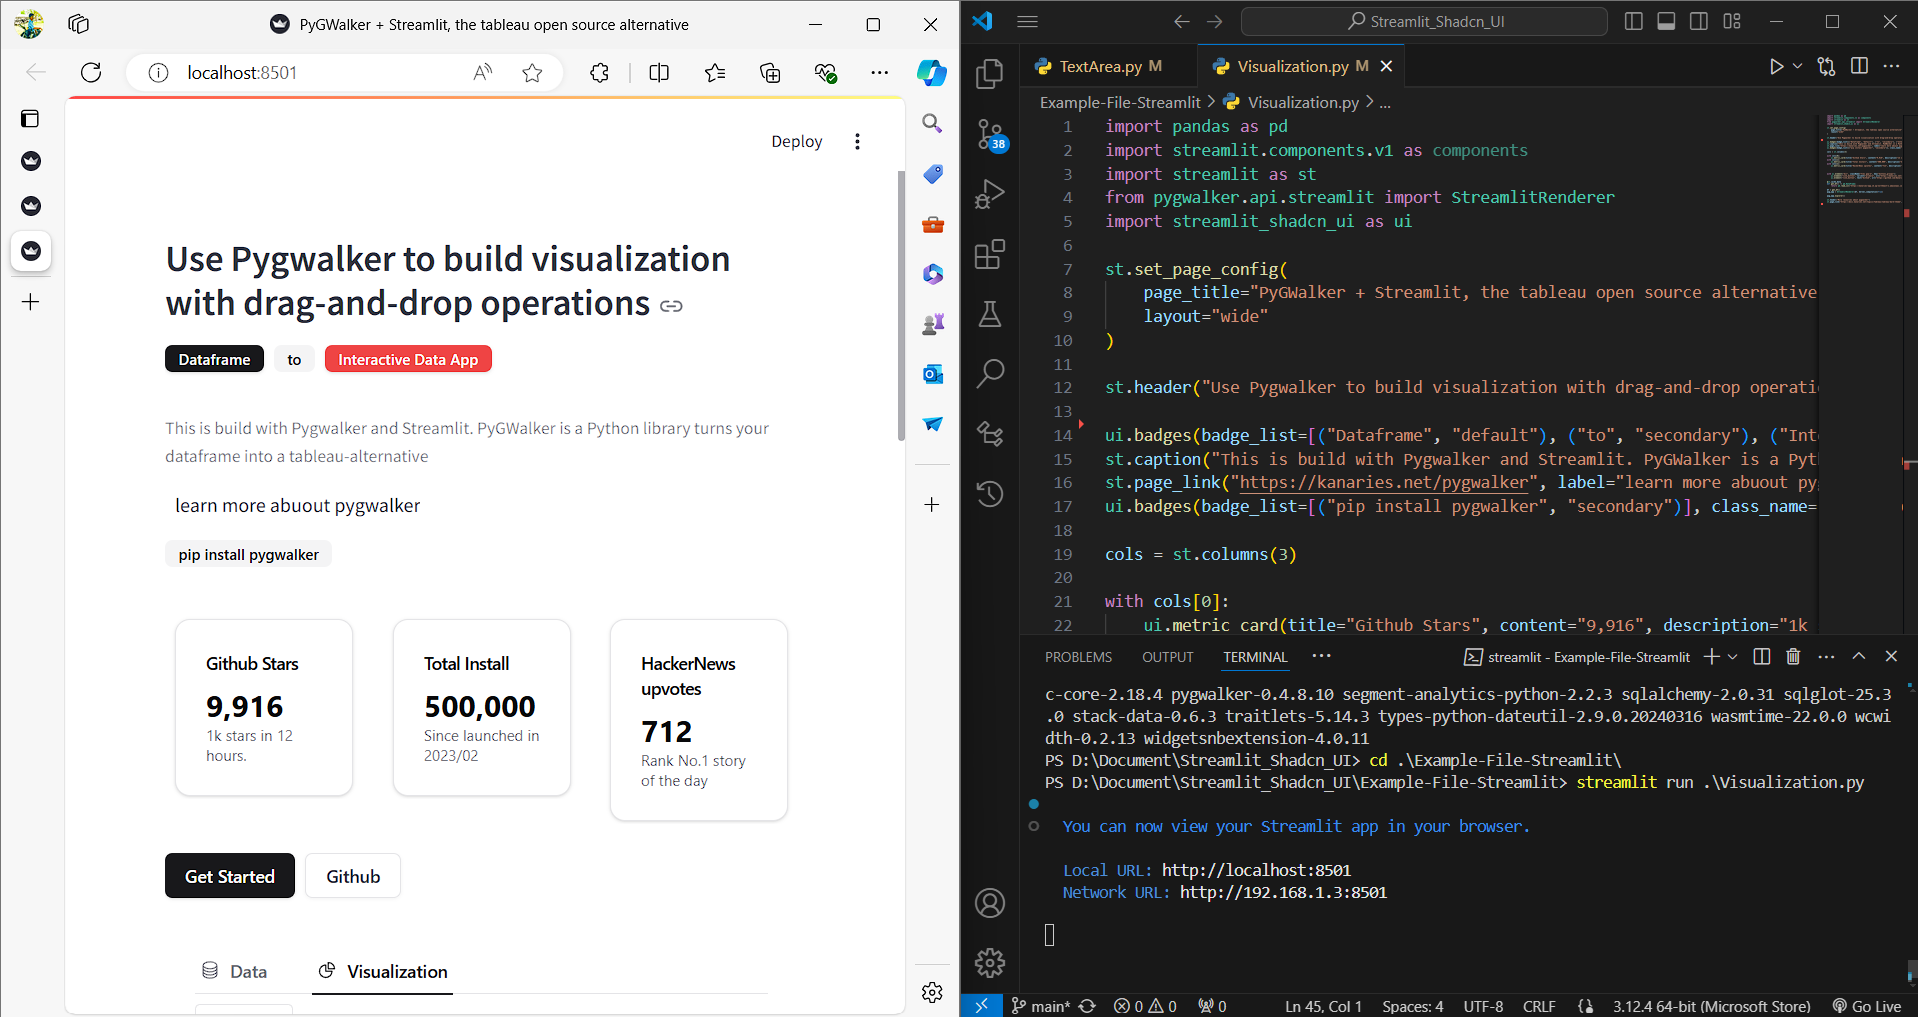 PyGWalker + Streamlit, the tableau open source alternative
localhost:8501
Deploy
Use Pygwalker to build visualization
with drag-and-drop operations
Dataframe to Interactive Data App
This is build with Pygwalker and Streamlit. PyGWalker is a Python library turns your
dataframe into a tableau-alternative
learn more abuout pygwalker
pip install pygwalker
Github Stars
9,916
1k stars in 12
hours.
Total Install
500,000
Since launched in
2023/02
HackerNews
upvotes
712
Rank No.1 story
of the day
Get Started
Github
Data
Visualization
Streamlit_Shadcn_UI
TextArea.py M
Visualization.py M
Example-File-Streamlit > Visualization.py > ...
38
1 import pandas as pd
2 import streamlit.components.v1 as components
3 import streamlit as st
4 from pygwalker.api.streamlit import StreamlitRenderer
5 import streamlit_shadcn_ui as ui
6
7 st.set_page_config(
8 page_title="PyGWalker + Streamlit, the tableau open source alternative
9 layout="wide"
10 )
11
12 st.header("Use Pygwalker to build visualization with drag-and-drop operati
13
14 ui.badges(badge_list=[("Dataframe", "default"), ("to", "secondary"), ("Int
15 st.caption("This is build with Pygwalker and Streamlit. PyGWalker is a Pyt
16 st.page_link("https://kanaries.net/pygwalker", label="learn more abuout py
17 ui.badges(badge_list=[("pip install pygwalker", "secondary")], class_name=
18
19 cols = st.columns(3)
20
21 with cols[0]:
22 ui.metric_card(title="Github Stars", content="9,916", description="1k
PROBLEMS OUTPUT TERMINAL ··· streamlit - Example-File-Streamlit
c-core-2.18.4 pygwalker-0.4.8.10 segment-analytics-python-2.2.3 sqlalchemy-2.0.31 sqlglot-25.3
.0 stack-data-0.6.3 traitlets-5.14.3 types-python-dateutil-2.9.0.20240316 wasmtime-22.0.0 wcwi
dth-0.2.13 widgetsnbextension-4.0.11
PS D:\Document\Streamlit_Shadcn_UI> cd .\Example-File-Streamlit\
PS D:\Document\Streamlit_Shadcn_UI\Example-File-Streamlit> streamlit run .\Visualization.py
You can now view your Streamlit app in your browser.
Local URL: http://localhost:8501
Network URL: http://192.168.1.3:8501
main* 0 0 0 Ln 45, Col 1 Spaces: 4 UTF-8 CRLF 3.12.4 64-bit (Microsoft Store) Go Live